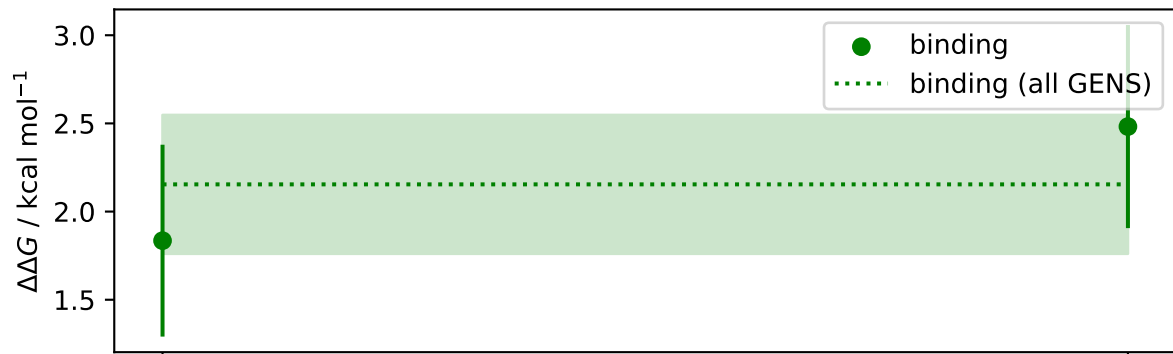 3.0
2.5
2.0
1.5
ΔΔG / kcal mol⁻¹
binding
binding (all GENS)